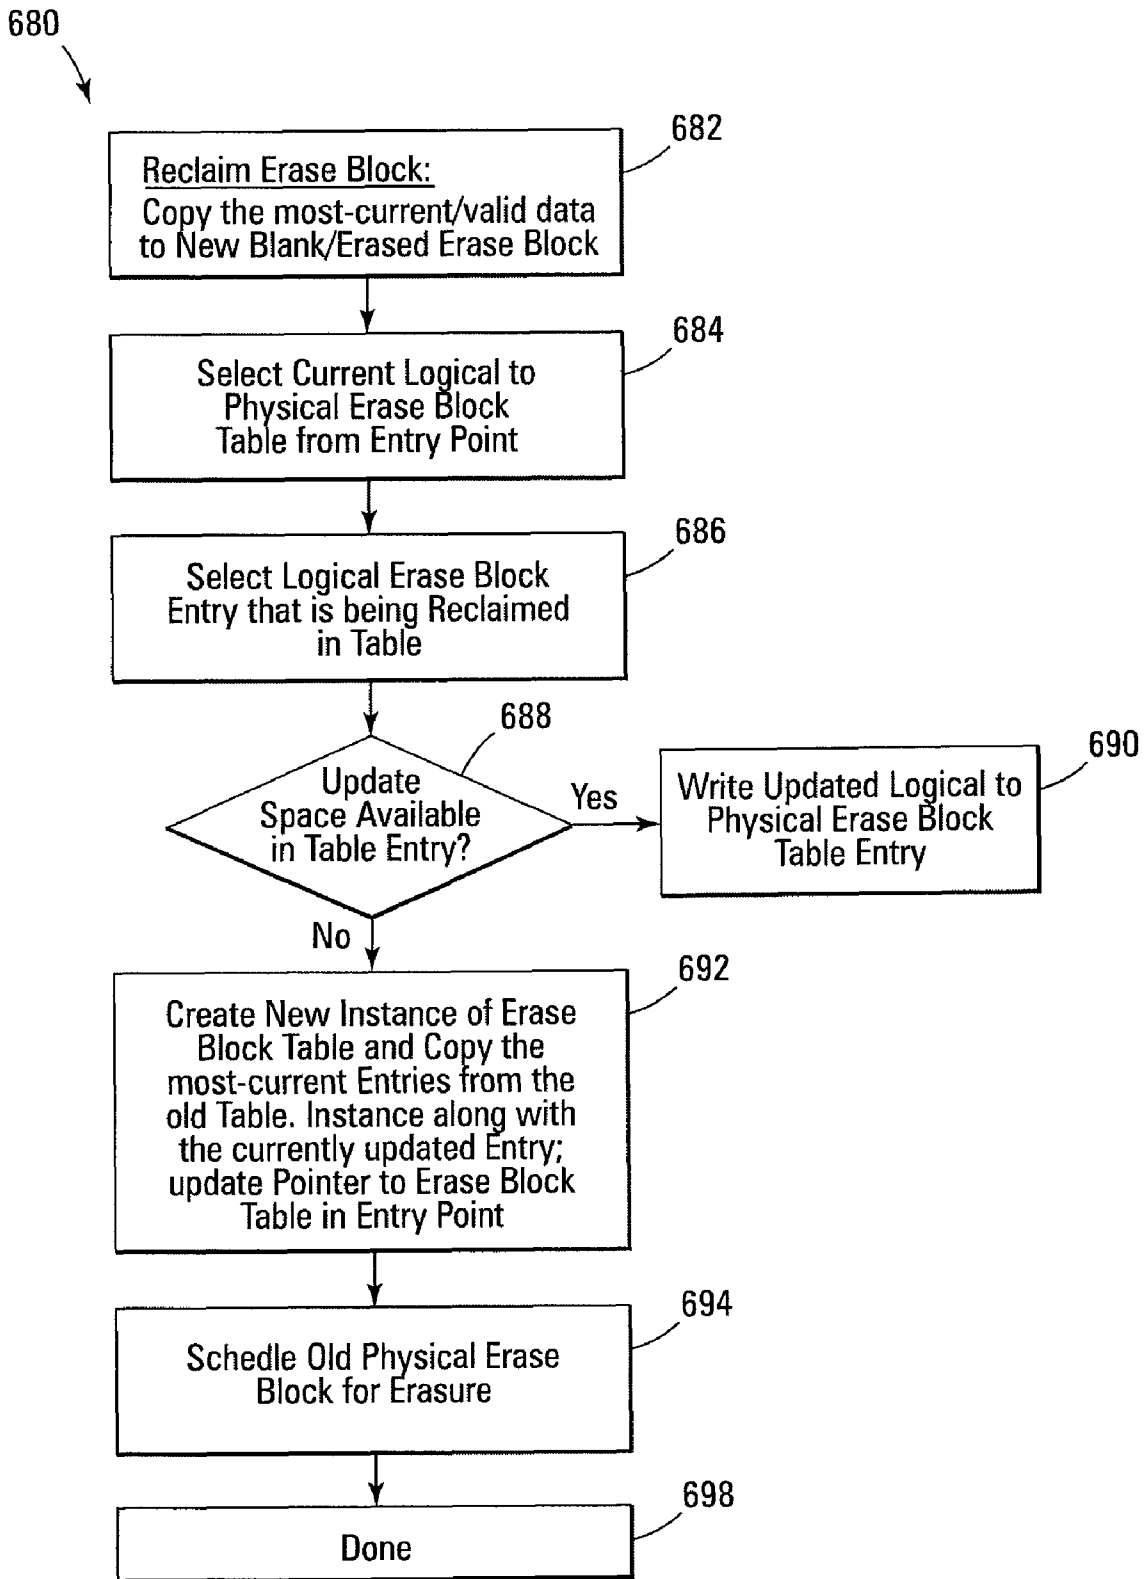 680
682
Reclaim Erase Block:
Copy the most-current/valid data
to New Blank/Erased Erase Block
684
Select Current Logical to
Physical Erase Block
Table from Entry Point
686
Select Logical Erase Block
Entry that is being Reclaimed
in Table
688
Update
Space Available
in Table Entry?
Yes
690
Write Updated Logical to
Physical Erase Block
Table Entry
No
692
Create New Instance of Erase
Block Table and Copy the
most-current Entries from the
old Table. Instance along with
the currently updated Entry;
update Pointer to Erase Block
Table in Entry Point
694
Schedle Old Physical Erase
Block for Erasure
698
Done